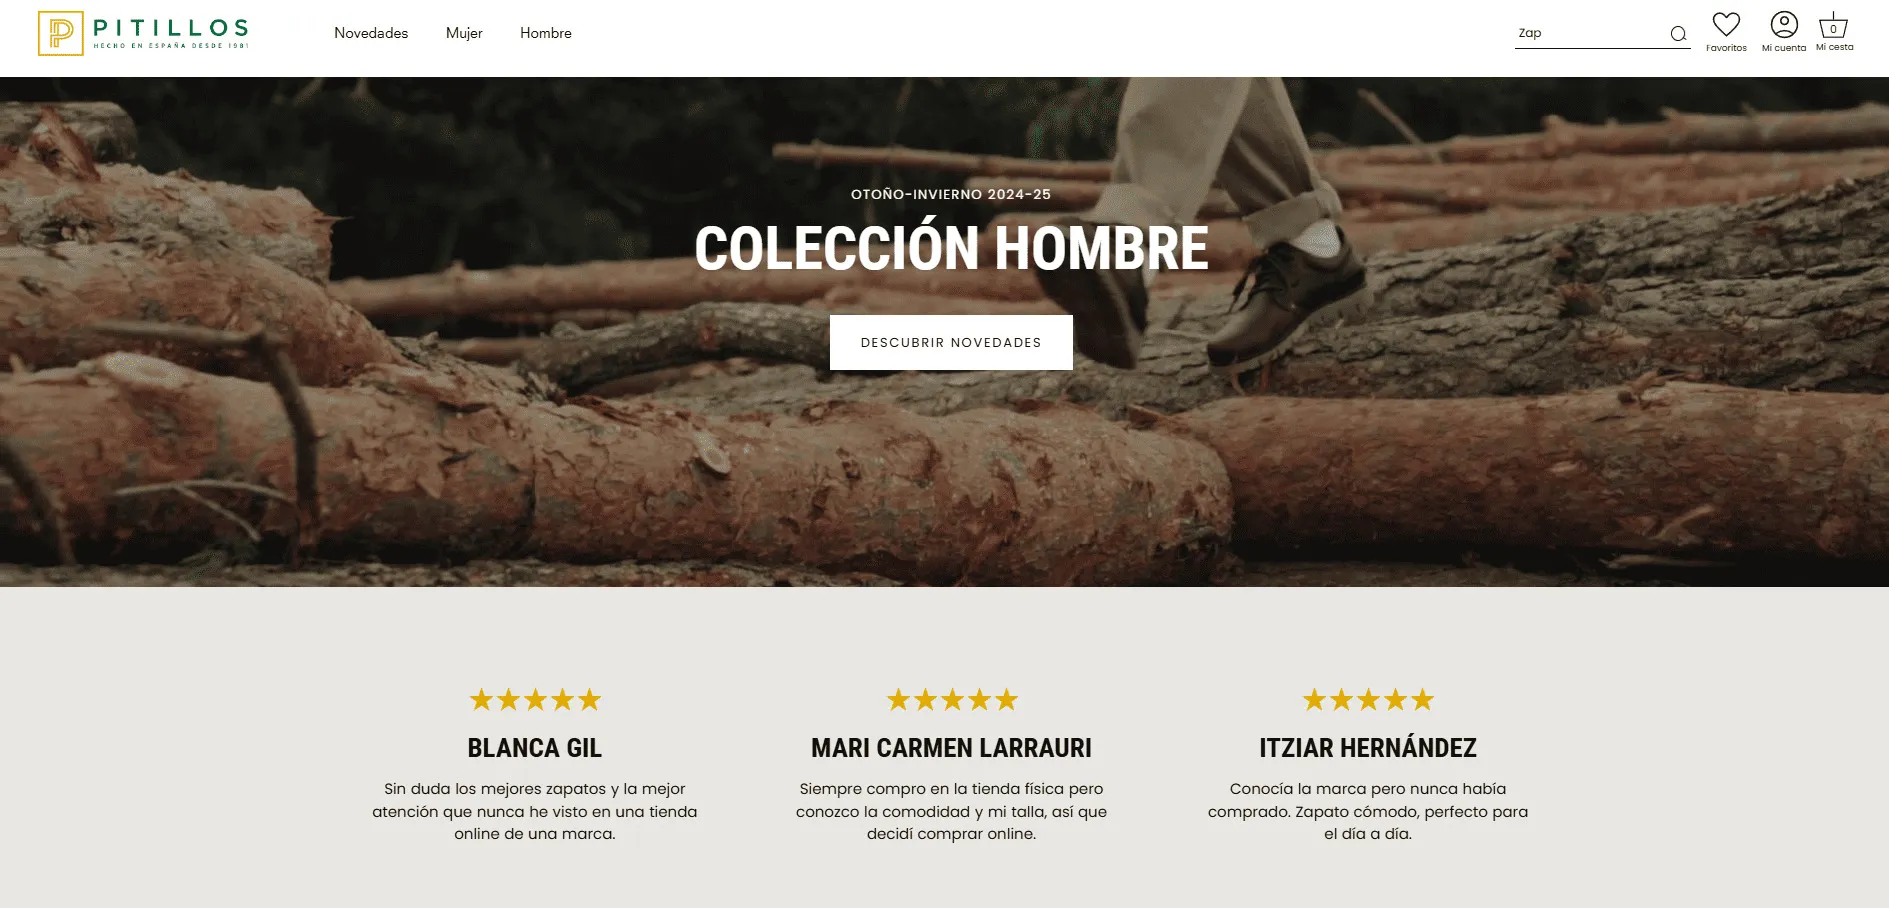 PITILLOS
HECHO EN ESPAÑA DESDE 1981
Novedades
Mujer
Hombre
Zap
Favoritos
Mi cuenta
0
Mi cesta
OTOÑO-INVIERNO 2024-25
COLECCIÓN HOMBRE
DESCUBRIR NOVEDADES
BLANCA GIL
Sin duda los mejores zapatos y la mejor
atención que nunca he visto en una tienda
online de una marca.
MARI CARMEN LARRAURI
Siempre compro en la tienda física pero
conozco la comodidad y mi talla, así que
decidí comprar online.
ITZIAR HERNÁNDEZ
Conocía la marca pero nunca había
comprado. Zapato cómodo, perfecto para
el día a día.